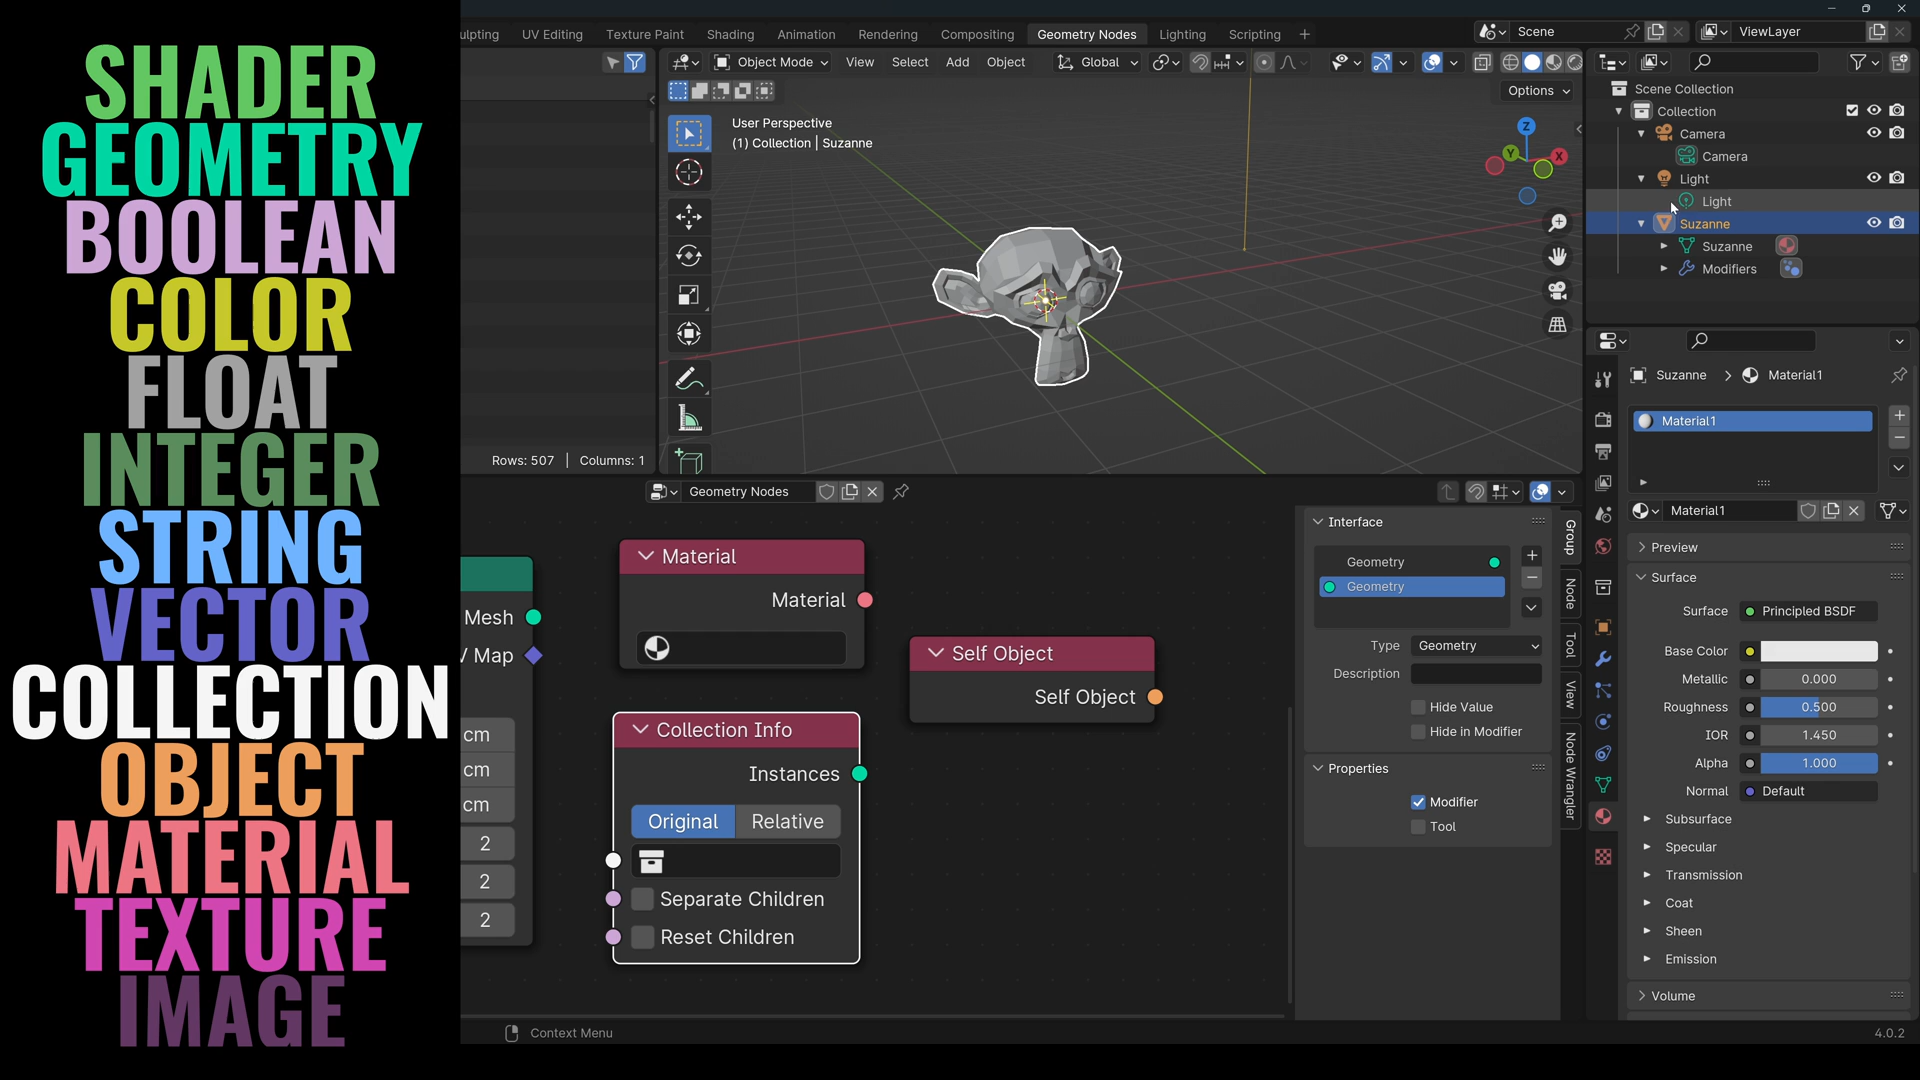 SHADER
GEOMETRY
BOOLEAN
COLOR
FLOAT
INTEGER
STRING
VECTOR
COLLECTION
OBJECT
MATERIAL
TEXTURE
IMAGE
ulpting UV Editing Texture Paint Shading Animation Rendering Compositing Geometry Nodes Lighting Scripting +
Scene
ViewLayer
Object Mode View Select Add Object Global
Options
User Perspective
(1) Collection | Suzanne
Z
Y
X
Rows: 507 | Columns: 1
Scene Collection
Collection
Camera
Camera
Light
Light
Suzanne
Suzanne
Modifiers
Geometry Nodes
Mesh
V Map
cm
cm
cm
2
2
2
Material
Material
Collection Info
Instances
Original Relative
Separate Children
Reset Children
Self Object
Self Object
Interface
Geometry
Geometry
Type Geometry
Description
Hide Value
Hide in Modifier
Properties
Modifier
Tool
Group
Node
Tool
View
Node Wrangler
Suzanne > Material1
Material1
Material1
Preview
Surface
Surface Principled BSDF
Base Color
Metallic 0.000
Roughness 0.500
IOR 1.450
Alpha 1.000
Normal Default
Subsurface
Specular
Transmission
Coat
Sheen
Emission
Volume
Context Menu
4.0.2